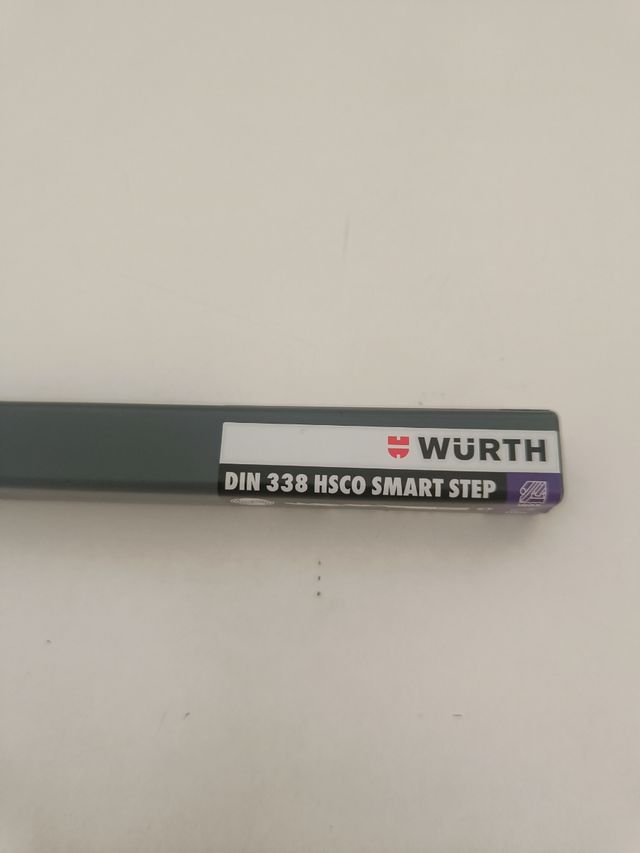 WÜRTH
DIN 338 HSCO SMART STEP